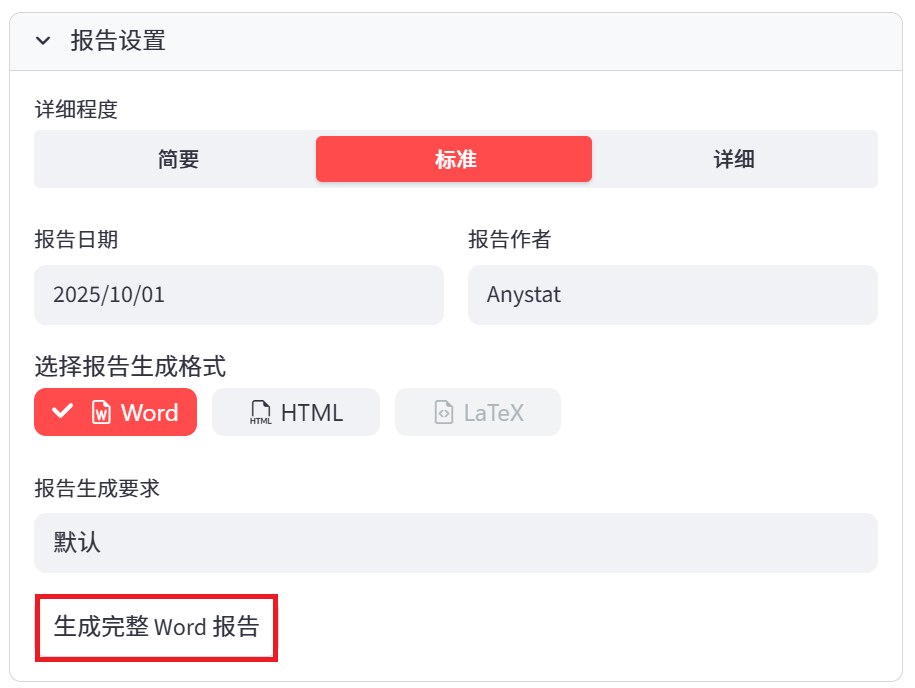 报告设置
详细程度
简要 标准 详细
报告日期 报告作者
2025/10/01 Anystat
选择报告生成格式
Word HTML HTML LaTeX
报告生成要求
默认
生成完整 Word 报告